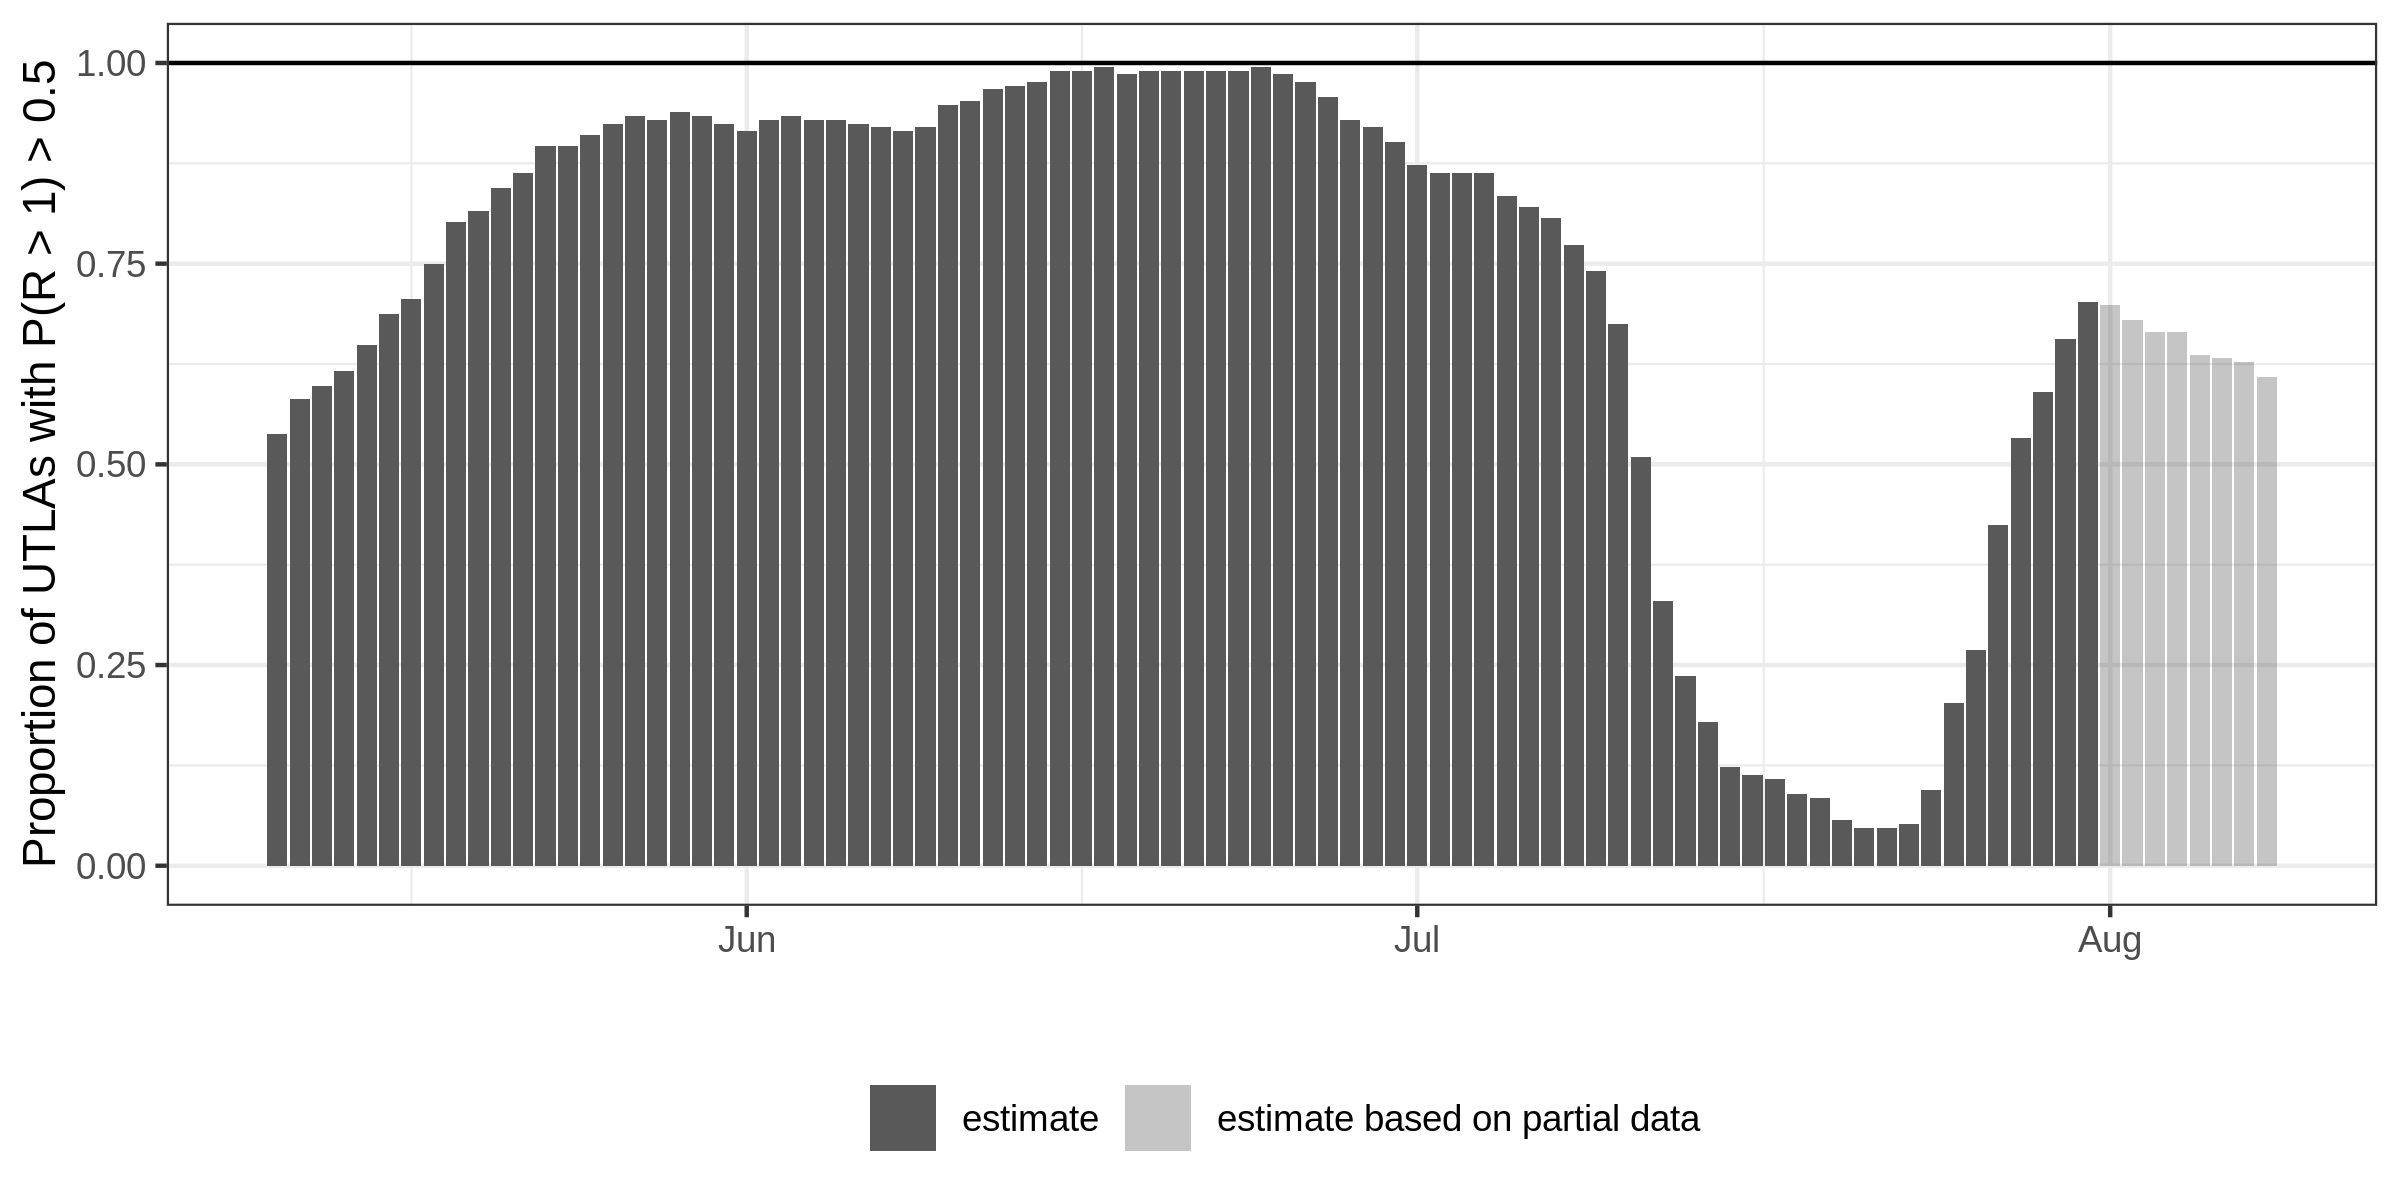 Proportion of UTLAs with P(R > 1) > 0.5
1.00
0.75
0.50
0.25
0.00
Jun Jul Aug
estimate estimate based on partial data